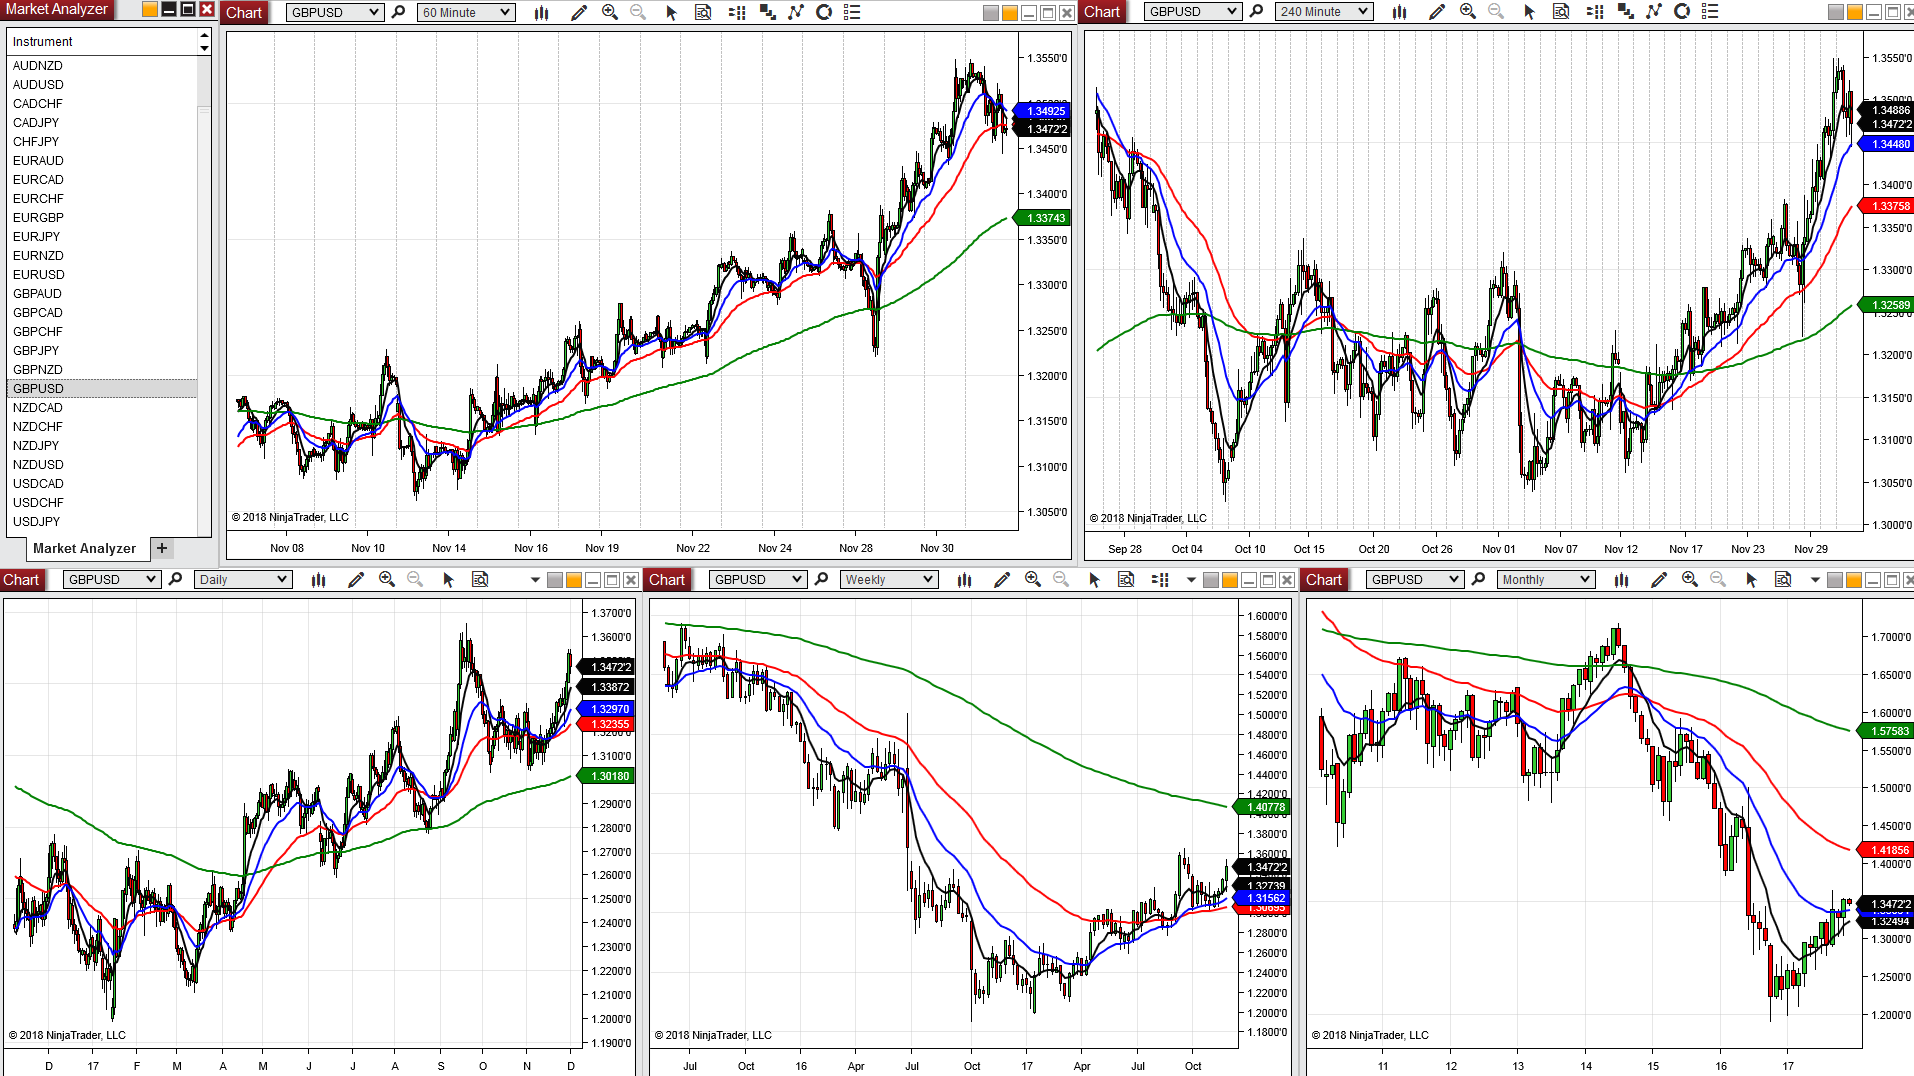 Market Analyzer
Instrument
AUDNZD
AUDUSD
CADCHF
CADJPY
CHFJPY
EURAUD
EURCAD
EURCHF
EURGBP
EURJPY
EURNZD
EURUSD
GBPAUD
GBPCAD
GBPCHF
GBPJPY
GBPNZD
GBPUSD
NZDCAD
NZDCHF
NZDJPY
NZDUSD
USDCAD
USDCHF
USDJPY
Market Analyzer +
Chart GBPUSD 60 Minute
1.3550'0
1.34925
1.3472'2
1.3450'0
1.3400'0
1.33743
1.3350'0
1.3300'0
1.3250'0
1.3200'0
1.3150'0
1.3100'0
1.3050'0
© 2018 NinjaTrader, LLC
Nov 08 Nov 10 Nov 14 Nov 16 Nov 19 Nov 22 Nov 24 Nov 28 Nov 30
Chart GBPUSD 240 Minute
1.3550'0
1.34886
1.3472'2
1.34480
1.3400'0
1.33758
1.3350'0
1.3300'0
1.32589
1.3200'0
1.3150'0
1.3100'0
1.3050'0
1.3000'0
© 2018 NinjaTrader, LLC
Sep 28 Oct 04 Oct 10 Oct 15 Oct 20 Oct 26 Nov 01 Nov 07 Nov 12 Nov 17 Nov 23 Nov 29
Chart GBPUSD Daily
1.3700'0
1.3600'0
1.3472'2
1.33872
1.32970
1.32355
1.3100'0
1.30180
1.2900'0
1.2800'0
1.2700'0
1.2600'0
1.2500'0
1.2400'0
1.2300'0
1.2200'0
1.2100'0
1.2000'0
1.1900'0
© 2018 NinjaTrader, LLC
D 17 F M A M J J A S O N D
Chart GBPUSD Weekly
1.6000'0
1.5800'0
1.5600'0
1.5400'0
1.5200'0
1.5000'0
1.4800'0
1.4600'0
1.4400'0
1.4200'0
1.40778
1.3800'0
1.3600'0
1.3472'2
1.32739
1.31562
1.2800'0
1.2600'0
1.2400'0
1.2200'0
1.2000'0
1.1800'0
© 2018 NinjaTrader, LLC
Jul Oct 16 Apr Jul Oct 17 Apr Jul Oct
Chart GBPUSD Monthly
1.7000'0
1.6500'0
1.6000'0
1.57583
1.5500'0
1.5000'0
1.4500'0
1.41856
1.4000'0
1.3472'2
1.32494
1.3000'0
1.2500'0
1.2000'0
© 2018 NinjaTrader, LLC
11 12 13 14 15 16 17